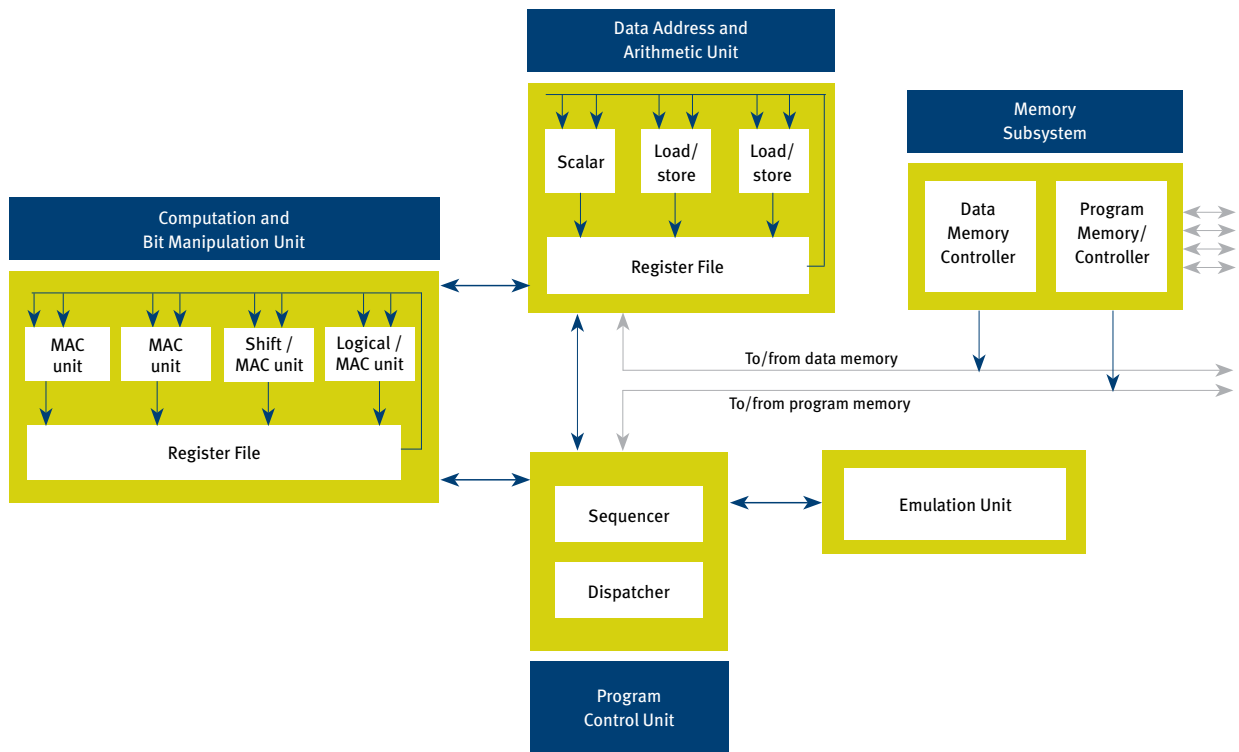 Data Address and
Arithmetic Unit
Scalar
Load/
store
Load/
store
Register File
Memory
Subsystem
Data
Memory
Controller
Program
Memory/
Controller
Computation and
Bit Manipulation Unit
MAC
unit
MAC
unit
Shift /
MAC unit
Logical /
MAC unit
Register File
To/from data memory
To/from program memory
Sequencer
Dispatcher
Emulation Unit
Program
Control Unit